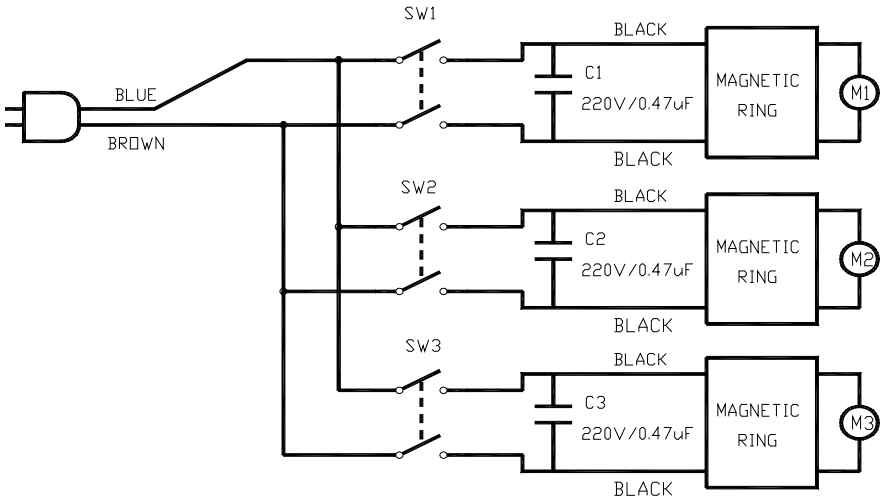 SW1
BLACK
BLUE
C1
220V/0.47uF
MAGNETIC
RING
M1
BROWN
BLACK
SW2
BLACK
C2
220V/0.47uF
MAGNETIC
RING
M2
BLACK
SW3
BLACK
C3
220V/0.47uF
MAGNETIC
RING
M3
BLACK